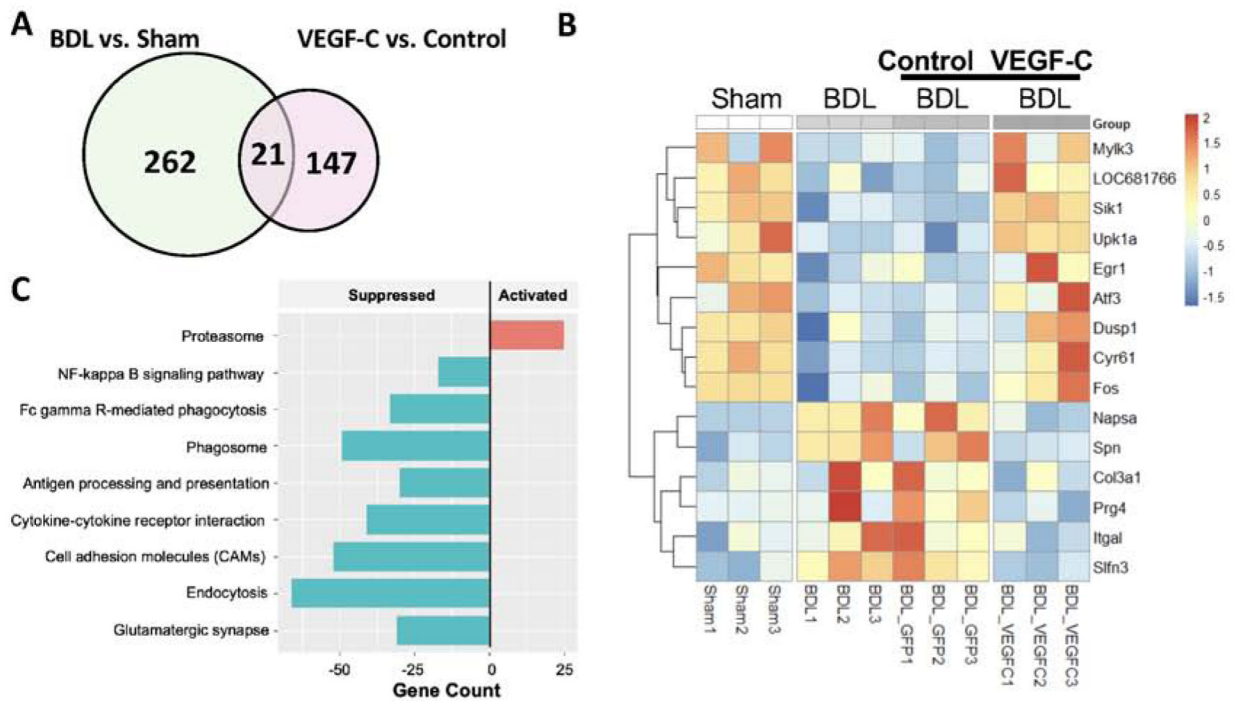 A
BDL vs. Sham
VEGF-C vs. Control
262
21
147
B
Control VEGF-C
Sham
BDL
BDL
BDL
Group
Mylk3
LOC681766
Sik1
Upk1a
Egr1
Atf3
Dusp1
Cyr61
Fos
Napsa
Spn
Col3a1
Prg4
Itgal
Slfn3
2
1.5
1
0.5
0
-0.5
-1
-1.5
Sham1
Sham2
Sham3
BDL1
BDL2
BDL3
BDL_GFP1
BDL_GFP2
BDL_GFP3
BDL_VEGFC1
BDL_VEGFC2
BDL_VEGFC3
C
Suppressed
Activated
Proteasome
NF-kappa B signaling pathway
Fc gamma R-mediated phagocytosis
Phagosome
Antigen processing and presentation
Cytokine-cytokine receptor interaction
Cell adhesion molecules (CAMs)
Endocytosis
Glutamatergic synapse
-50
-25
0
25
Gene Count